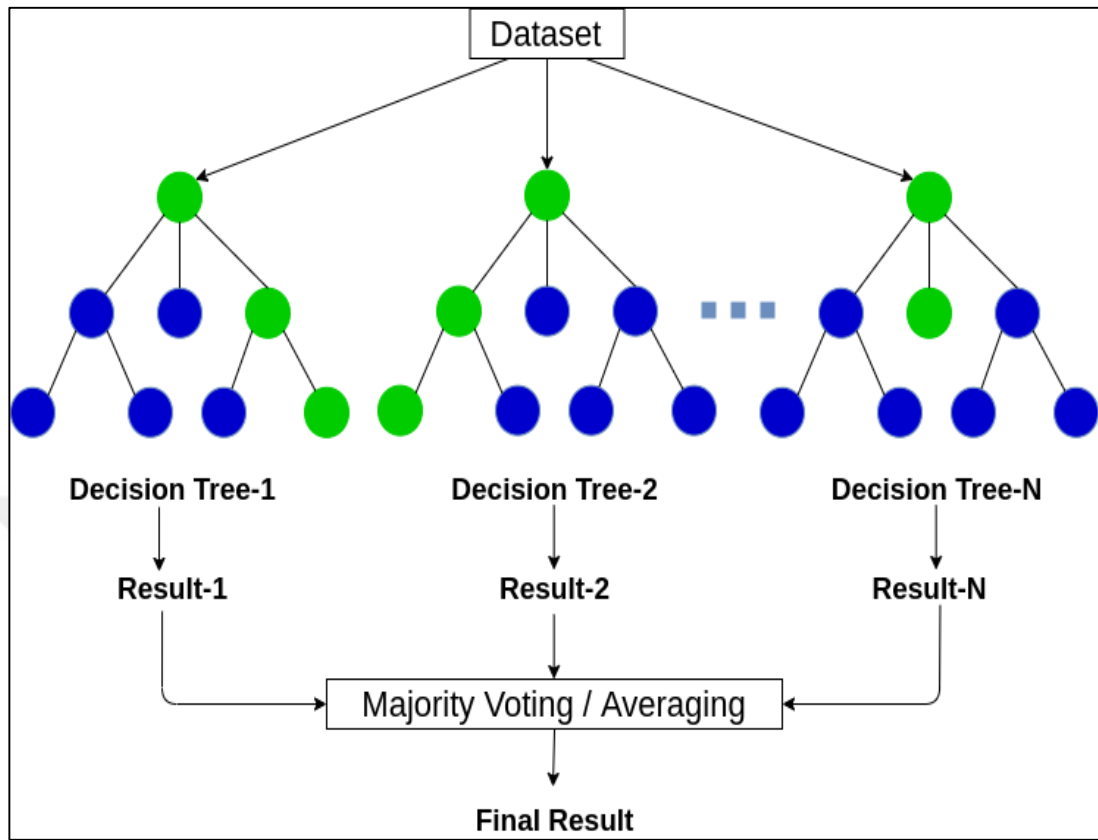 Dataset
Decision Tree-1
Decision Tree-2
Decision Tree-N
Result-1
Result-2
Result-N
Majority Voting / Averaging
Final Result